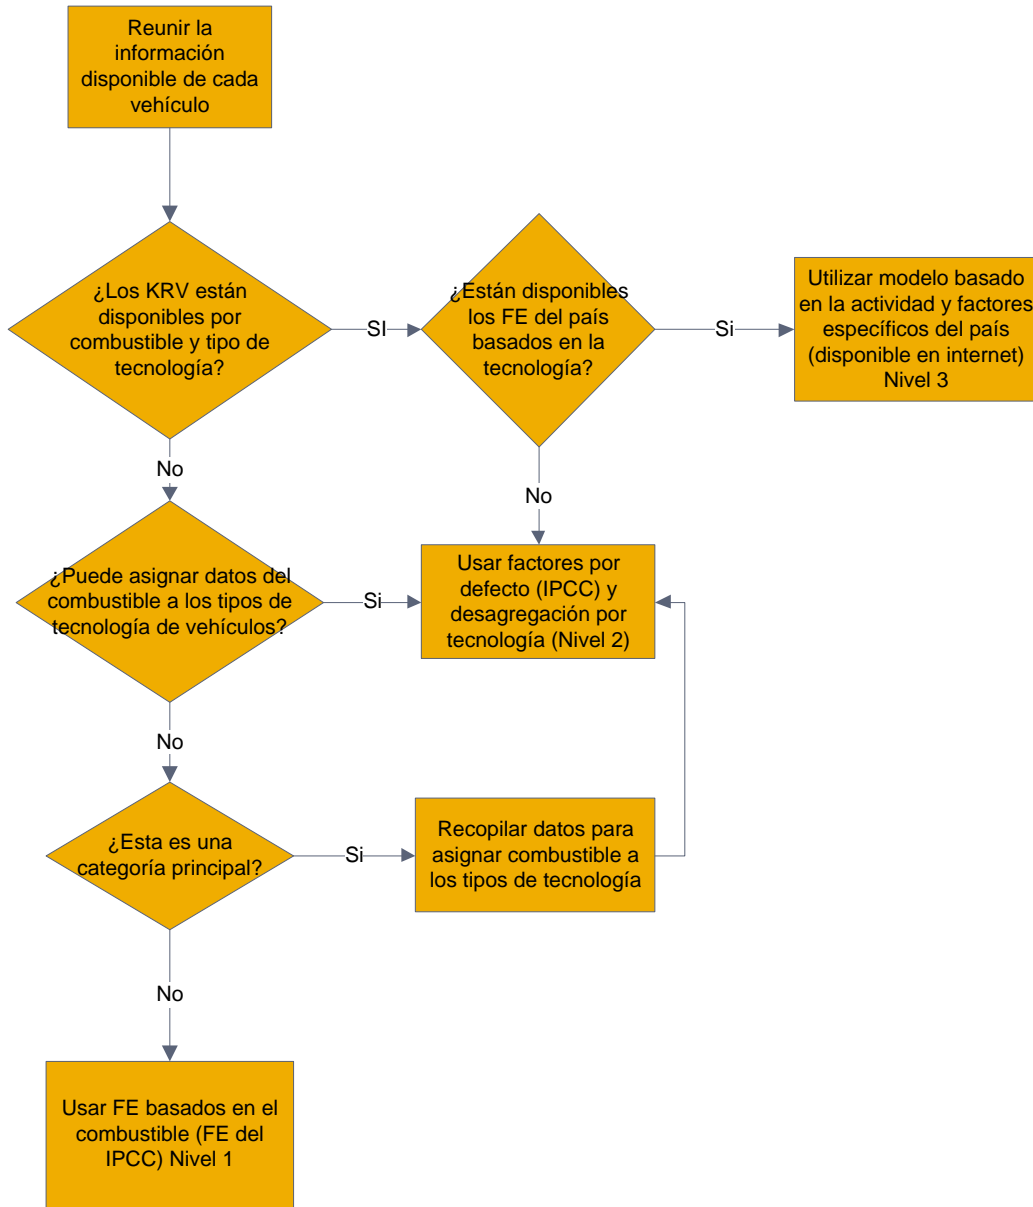 Reunir la
información
disponible de cada
vehículo
¿Los KRV están
disponibles por
combustible y tipo de
tecnología?
SI
¿Están disponibles
los FE del país
basados en la
tecnología?
Si
Utilizar modelo basado
en la actividad y factores
específicos del país
(disponible en internet)
Nivel 3
No
No
¿Puede asignar datos del
combustible a los tipos de
tecnología de vehículos?
Si
Usar factores por
defecto (IPCC) y
desagregación por
tecnología (Nivel 2)
No
¿Esta es una
categoría principal?
Si
Recopilar datos para
asignar combustible a
los tipos de tecnología
No
Usar FE basados en el
combustible (FE del
IPCC) Nivel 1